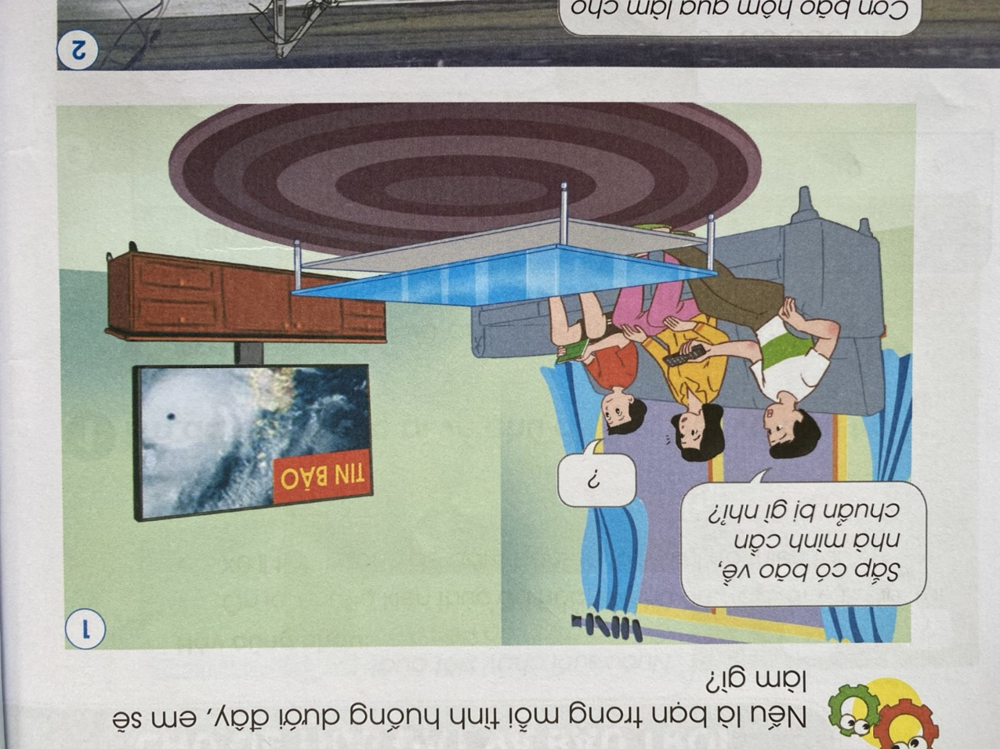 Nếu là bạn trong mỗi tình huống dưới đây, em sẽ
làm gì?
1
Sắp có bão về,
nhà mình cần
chuẩn bị gì nhỉ?
?
TIN BÃO
2
Cơn bão hôm qua làm cho